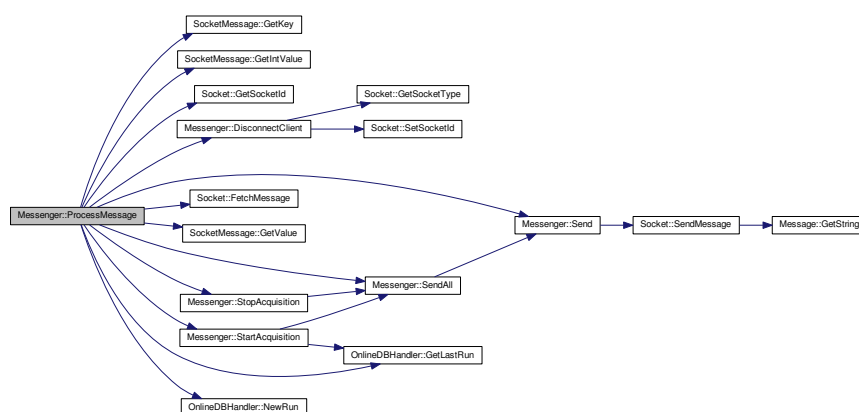 SocketMessage::GetKey
SocketMessage::GetIntValue
Socket::GetSocketId
Socket::GetSocketType
Messenger::DisconnectClient
Socket::SetSocketId
Socket::FetchMessage
Messenger::ProcessMessage
Messenger::Send
Socket::SendMessage
Message::GetString
SocketMessage::GetValue
Messenger::SendAll
Messenger::StopAcquisition
Messenger::StartAcquisition
OnlineDBHandler::GetLastRun
OnlineDBHandler::NewRun